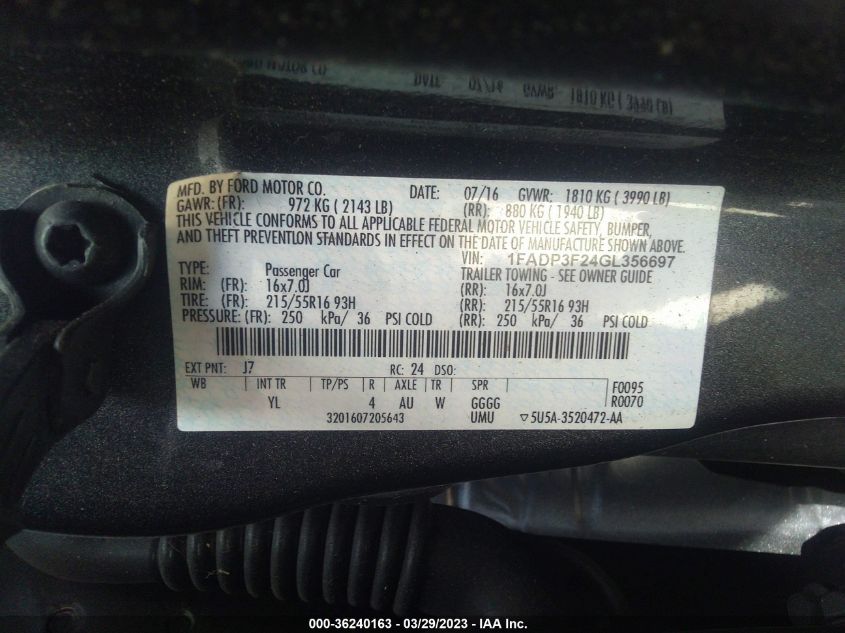 MFD. BY FORD MOTOR CO. DATE: 07/16 GVWR: 1810 KG ( 3990 LB)
GAWR: (FR): 972 KG ( 2143 LB) (RR): 880 KG ( 1940 LB)
THIS VEHICLE CONFORMS TO ALL APPLICABLE FEDERAL MOTOR VEHICLE SAFETY, BUMPER,
AND THEFT PREVENTION STANDARDS IN EFFECT ON THE DATE OF MANUFACTURE SHOWN ABOVE.
VIN: 1FADP3F24GL356697
TYPE: Passenger Car TRAILER TOWING - SEE OWNER GUIDE
RIM: (FR): 16x7.0J (RR): 16x7.0J
TIRE: (FR): 215/55R16 93H (RR): 215/55R16 93H
PRESSURE: (FR): 250 kPa/ 36 PSI COLD (RR): 250 kPa/ 36 PSI COLD
EXT PNT: J7 RC: 24 DSO:
WB INT TR TP/PS R AXLE TR SPR F0095
YL 4 AU W GGGG R0070
3201607205643 UMU ▽5U5A-3520472-AA
000-36240163 - 03/29/2023 - IAA Inc.